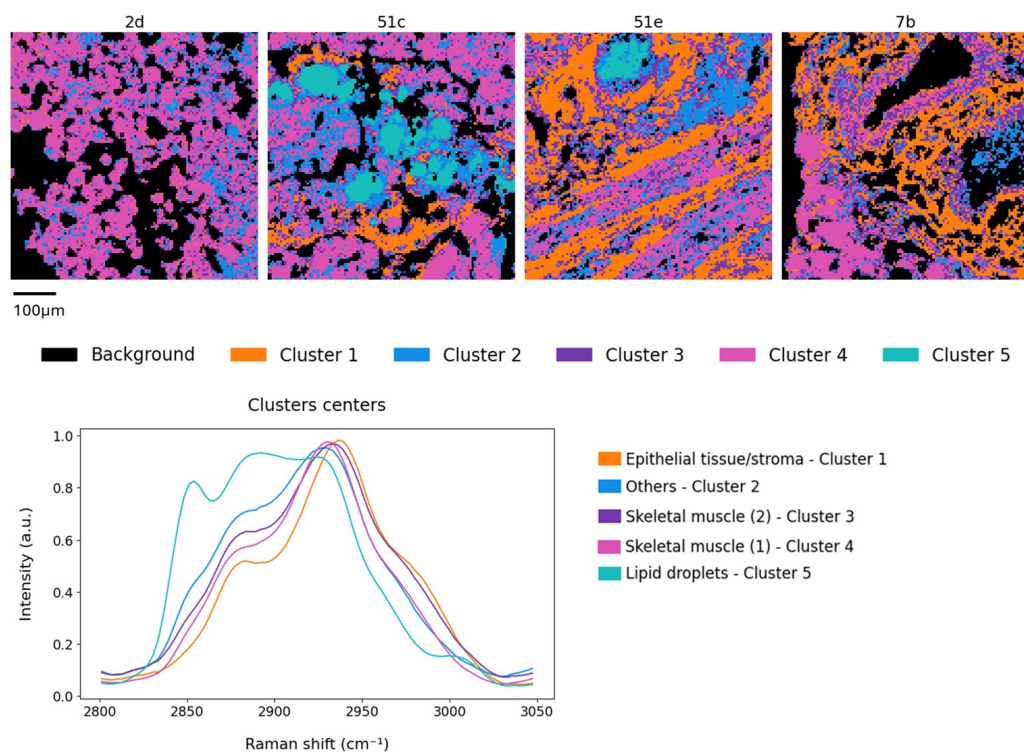 2d 51c 51e 7b
100μm
Background Cluster 1 Cluster 2 Cluster 3 Cluster 4 Cluster 5
Clusters centers
1.0
0.8
0.6
0.4
0.2
0.0
Intensity (a.u.)
2800 2850 2900 2950 3000 3050
Raman shift (cm⁻¹)
Epithelial tissue/stroma - Cluster 1
Others - Cluster 2
Skeletal muscle (2) - Cluster 3
Skeletal muscle (1) - Cluster 4
Lipid droplets - Cluster 5